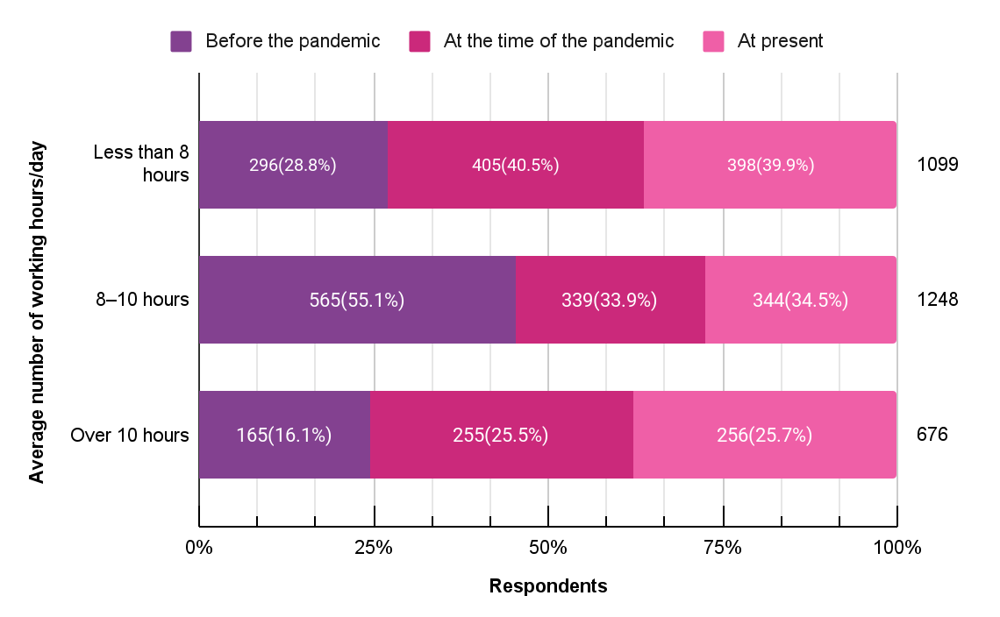 Before the pandemic At the time of the pandemic At present
Average number of working hours/day
Less than 8
hours
296(28.8%) 405(40.5%) 398(39.9%) 1099
8–10 hours 565(55.1%) 339(33.9%) 344(34.5%) 1248
Over 10 hours 165(16.1%) 255(25.5%) 256(25.7%) 676
0% 25% 50% 75% 100%
Respondents